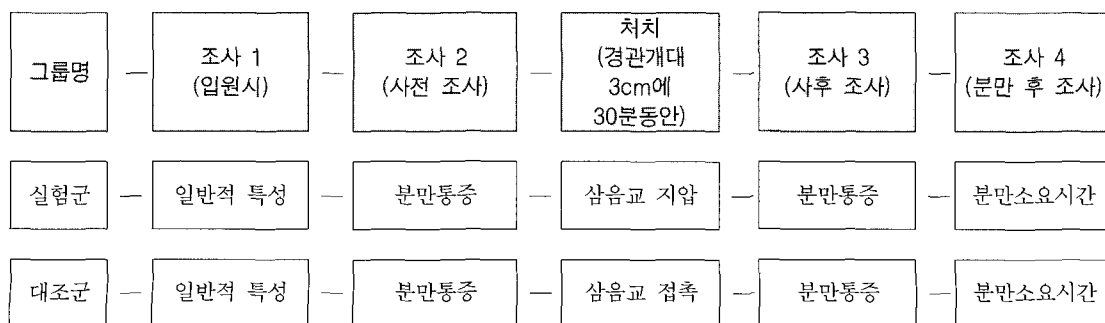 그룹명 — 조사 1 (입원시) — 조사 2 (사전 조사) — 처치 (경관개대 3cm에 30분동안) — 조사 3 (사후 조사) — 조사 4 (분만 후 조사)
실험군 — 일반적 특성 — 분만통증 — 삼음교 지압 — 분만통증 — 분만소요시간
대조군 — 일반적 특성 — 분만통증 — 삼음교 접촉 — 분만통증 — 분만소요시간